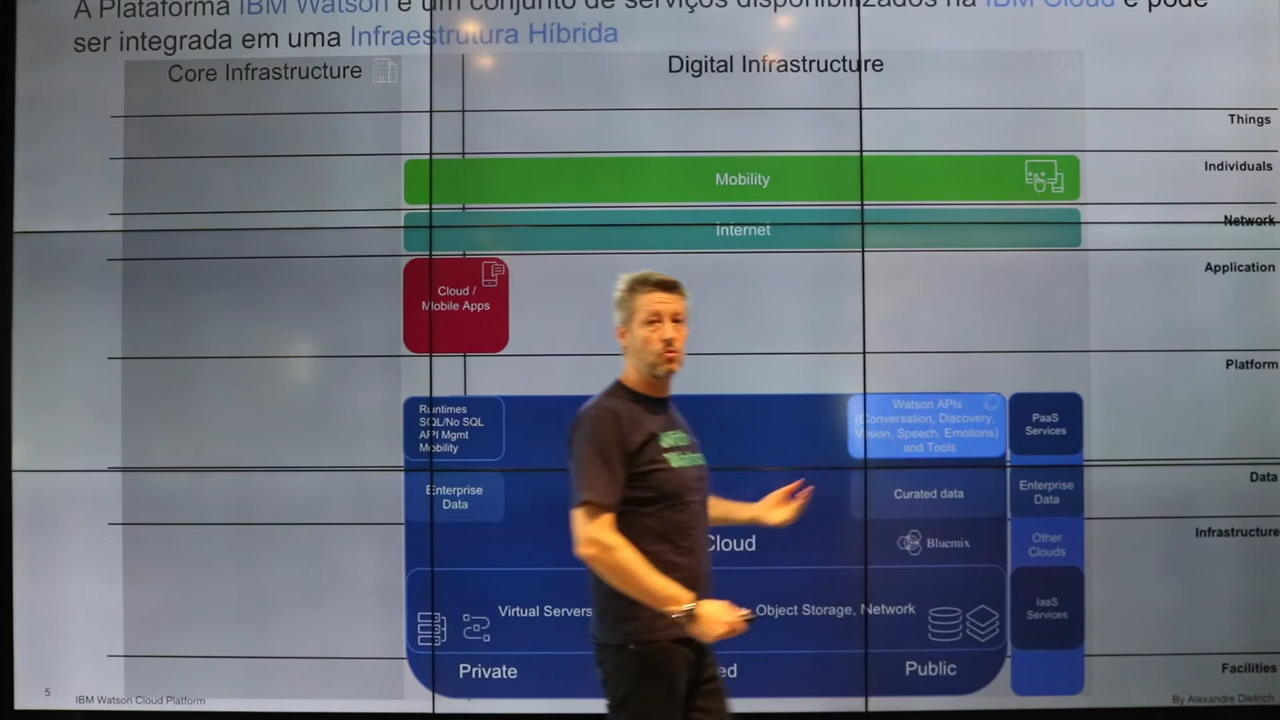 A Plataforma IBM Watson é um conjunto de serviços disponibilizados na IBM Cloud e pode
ser integrada em uma Infraestrutura Híbrida
Core Infrastructure
Digital Infrastructure
Things
Individuals
Mobility
Network
Internet
Application
Cloud /
Mobile Apps
Platform
Runtimes
SQL/No SQL
API Mgmt
Mobility
Watson APIs
(Conversation, Discovery,
Vision, Speech, Emotions)
and Tools
PaaS
Services
Data
Enterprise
Data
Curated data
Enterprise
Data
Infrastructure
Cloud
Bluemix
Other
Clouds
Virtual Servers
Object Storage, Network
IaaS
Services
Private
ed
Public
Facilities
5
IBM Watson Cloud Platform
By Alexandre Dietrich